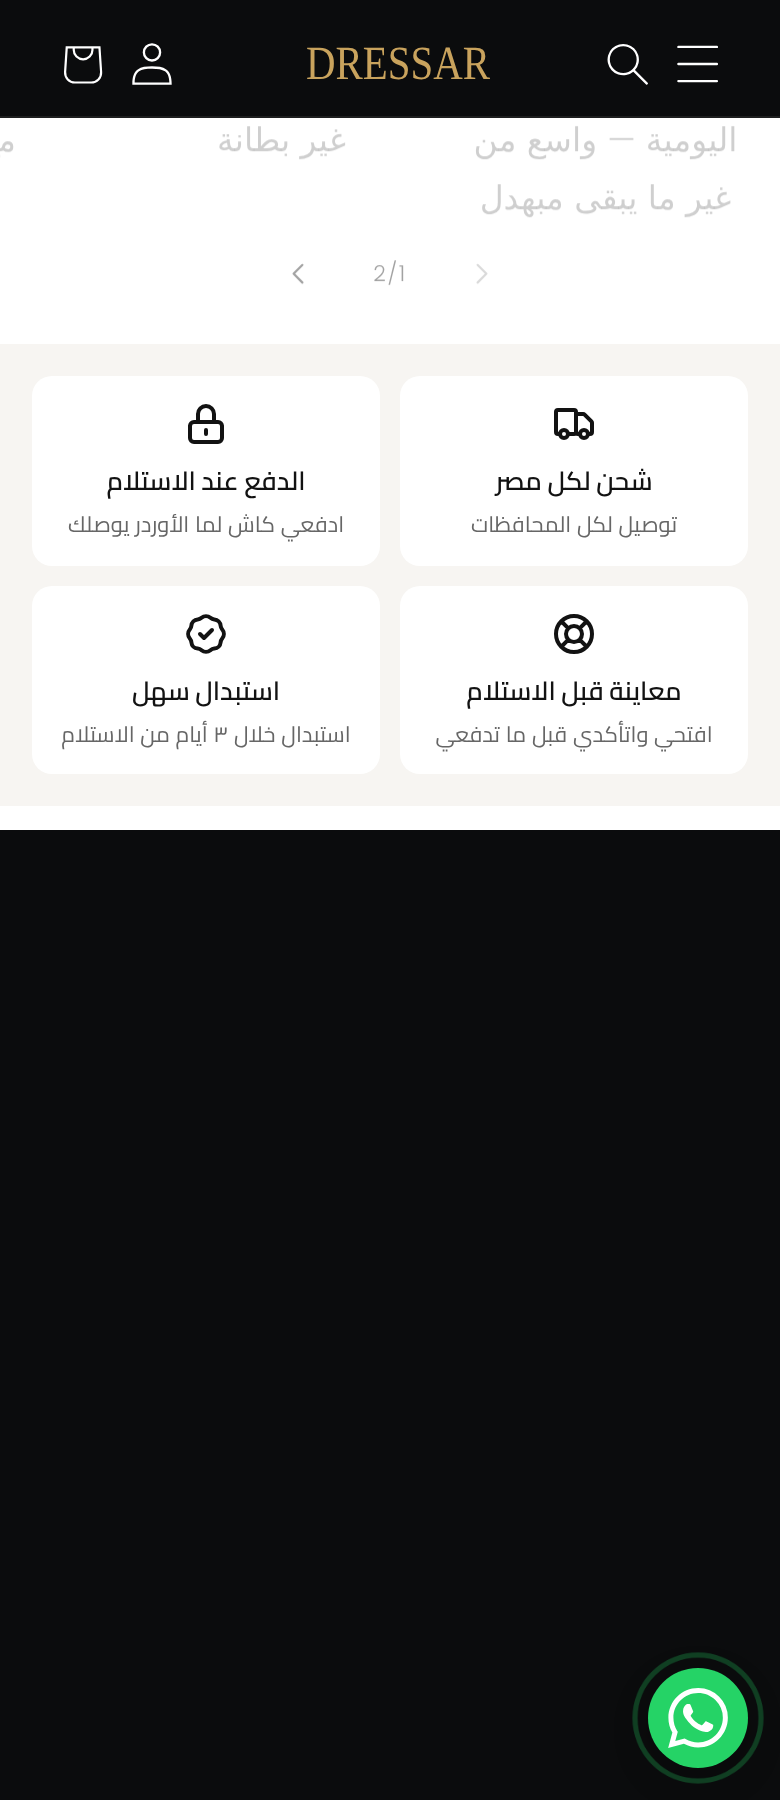 DRESSAR
اليومية — واسع من
غير ما يبقى مبهدل
غير بطانة
2/1
شحن لكل مصر
توصيل لكل المحافظات
الدفع عند الاستلام
ادفعي كاش لما الأوردر يوصلك
معاينة قبل الاستلام
افتحي واتأكدي قبل ما تدفعي
استبدال سهل
استبدال خلال ٣ أيام من الاستلام